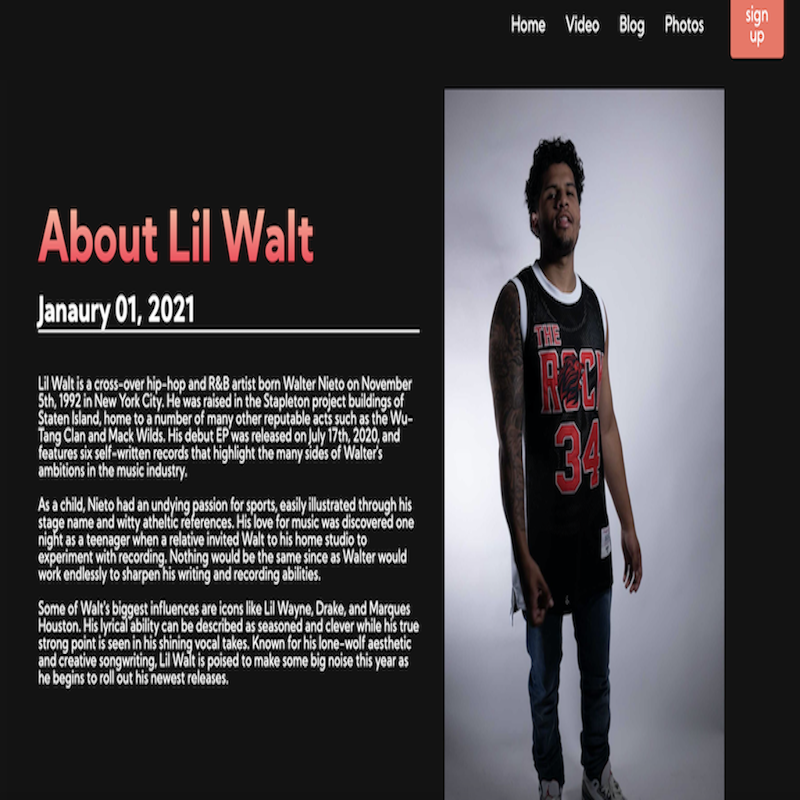 Home Video Blog Photos
sign
up
About Lil Walt
Janaury 01, 2021
Lil Walt is a cross-over hip-hop and R&B artist born Walter Nieto on November
5th, 1992 in New York City. He was raised in the Stapleton project buildings of
Staten Island, home to a number of many other reputable acts such as the Wu-
Tang Clan and Mack Wilds. His debut EP was released on July 17th, 2020, and
features six self-written records that highlight the many sides of Walter's
ambitions in the music industry.
As a child, Nieto had an undying passion for sports, easily illustrated through his
stage name and witty atheltic references. His love for music was discovered one
night as a teenager when a relative invited Walt to his home studio to
experiment with recording. Nothing would be the same since as Walter would
work endlessly to sharpen his writing and recording abilities.
Some of Walt's biggest influences are icons like Lil Wayne, Drake, and Marques
Houston. His lyrical ability can be described as seasoned and clever while his true
strong point is seen in his shining vocal takes. Known for his lone-wolf aesthetic
and creative songwriting, Lil Walt is poised to make some big noise this year as
he begins to roll out his newest releases.
THE
ROCK
34